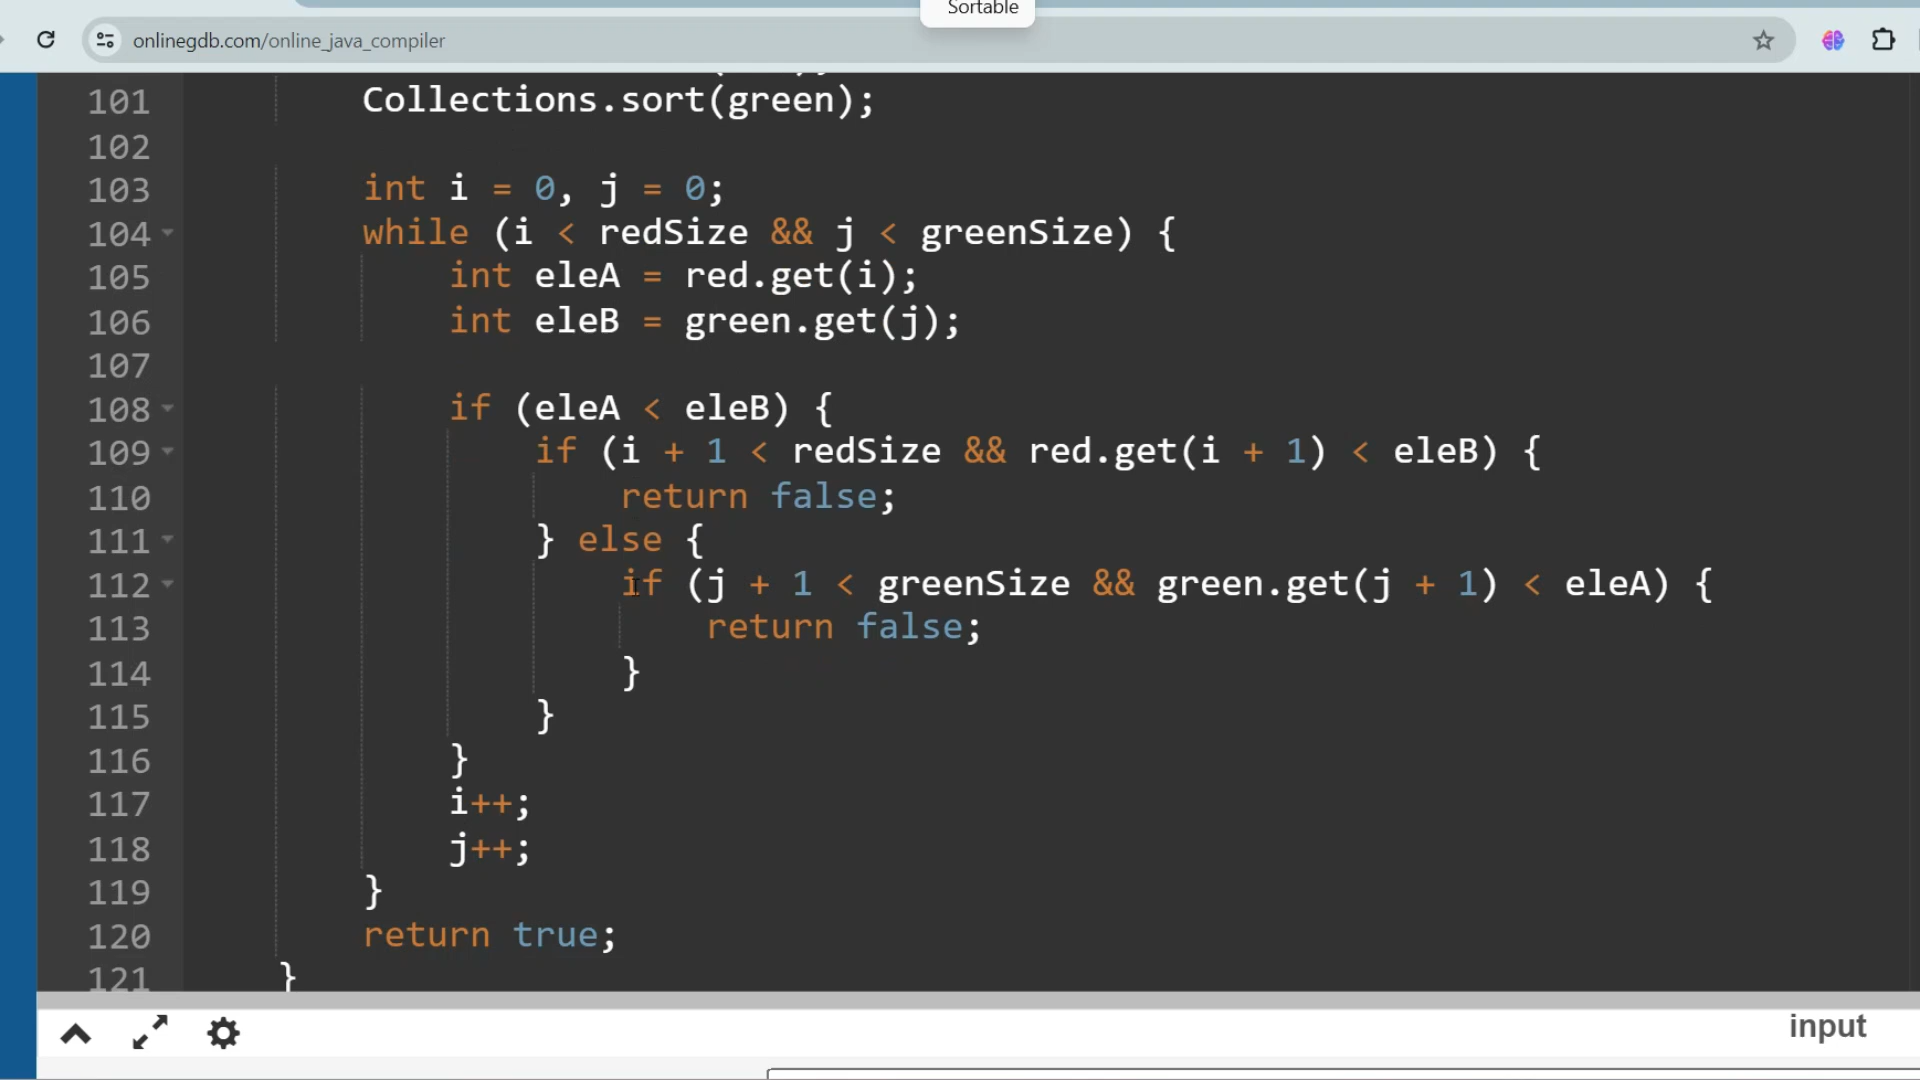 Sortable
onlinegdb.com/online_java_compiler
101 Collections.sort(green);
102
103 int i = 0, j = 0;
104 while (i < redSize && j < greenSize) {
105 int eleA = red.get(i);
106 int eleB = green.get(j);
107
108 if (eleA < eleB) {
109 if (i + 1 < redSize && red.get(i + 1) < eleB) {
110 return false;
111 } else {
112 if (j + 1 < greenSize && green.get(j + 1) < eleA) {
113 return false;
114 }
115 }
116 }
117 i++;
118 j++;
119 }
120 return true;
121 }
input